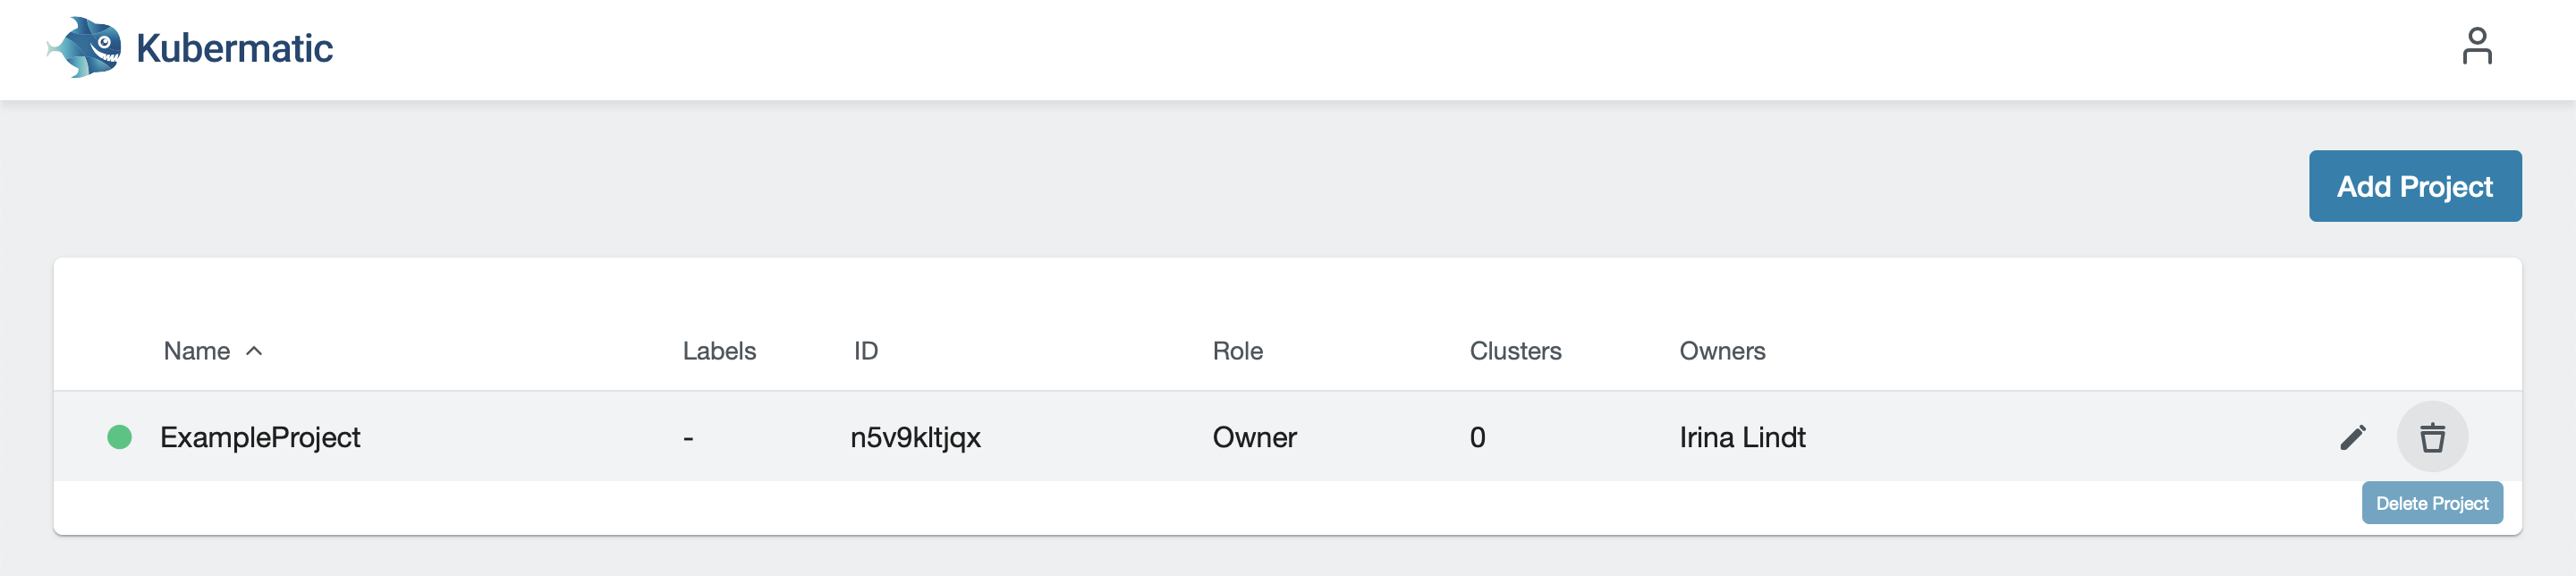 Kubermatic
Add Project
Name Labels ID Role Clusters Owners
ExampleProject - n5v9kltjqx Owner 0 Irina Lindt
Delete Project